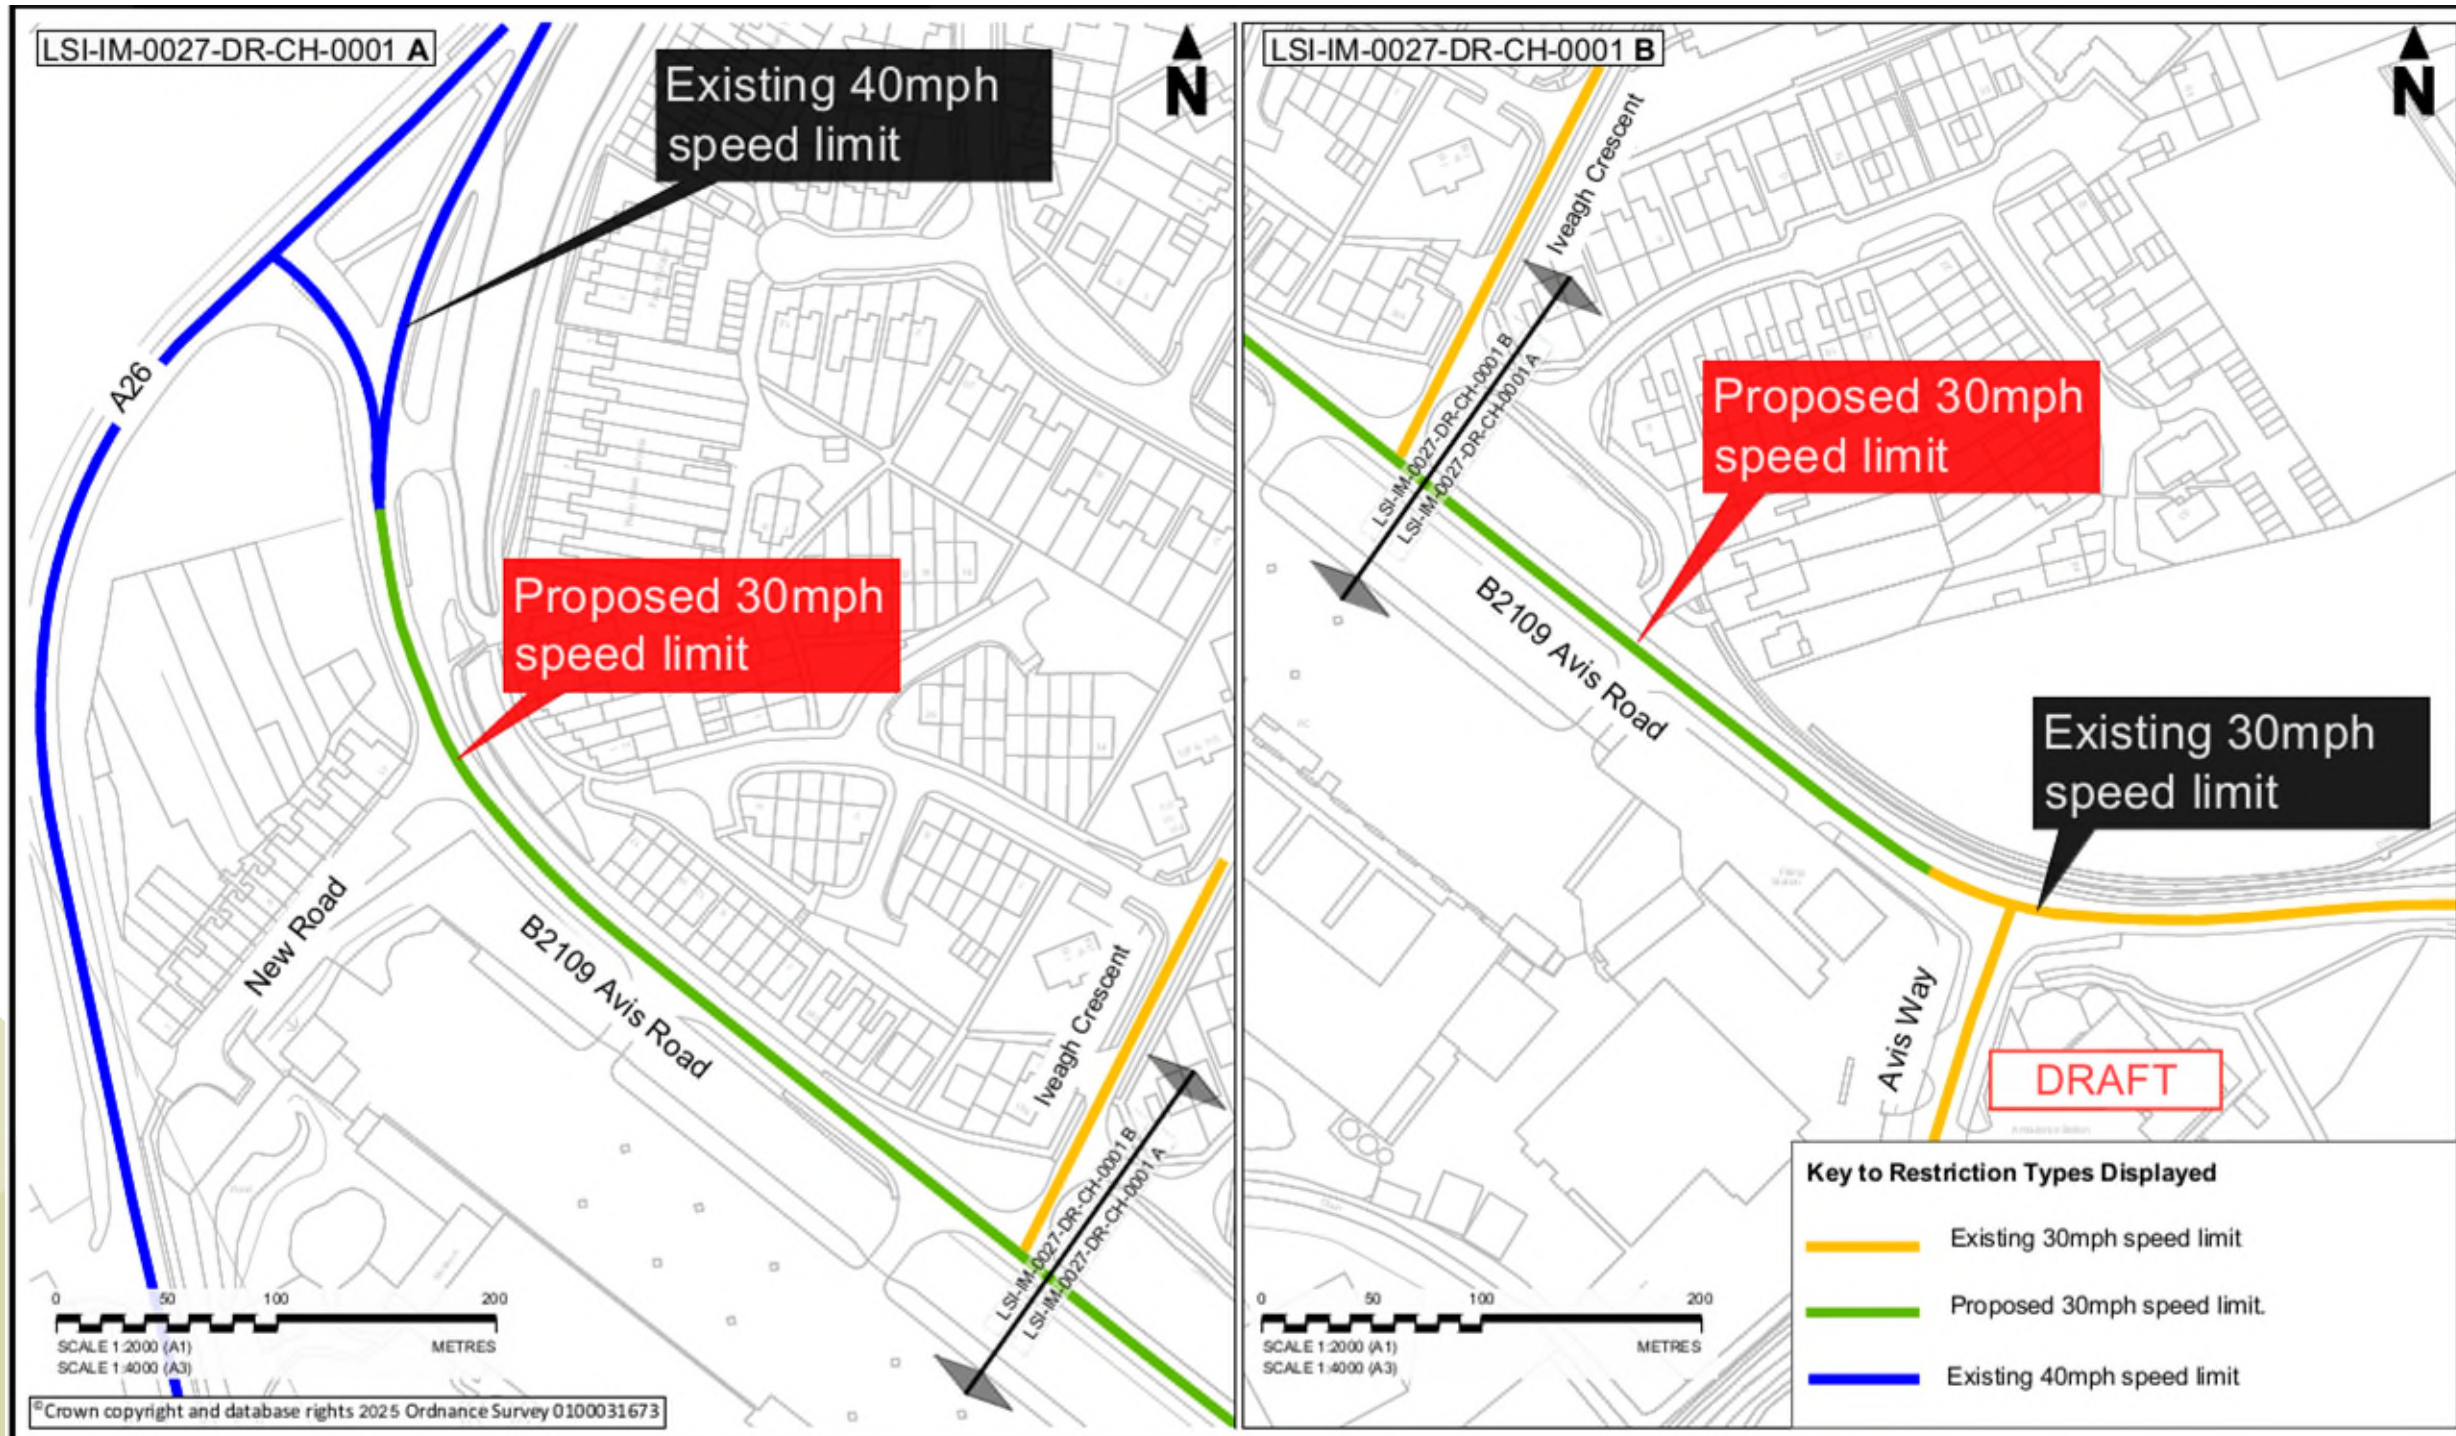 LSI-IM-0027-DR-CH-0001 A
N
Existing 40mph
speed limit
A26
Proposed 30mph
speed limit
New Road
B2109 Avis Road
Iveagh Crescent
LSI-IM-0027-DR-CH-0001 B
LSI-IM-0027-DR-CH-0001 A
0 50 100 200
SCALE 1:2000 (A1) METRES
SCALE 1:4000 (A3)
©Crown copyright and database rights 2025 Ordnance Survey 0100031673
LSI-IM-0027-DR-CH-0001 B
N
Iveagh Crescent
LSI-IM-0027-DR-CH-0001 B
LSI-IM-0027-DR-CH-0001 A
Proposed 30mph
speed limit
B2109 Avis Road
Existing 30mph
speed limit
Avis Way
DRAFT
0 50 100 200
SCALE 1:2000 (A1) METRES
SCALE 1:4000 (A3)
Key to Restriction Types Displayed
Existing 30mph speed limit
Proposed 30mph speed limit.
Existing 40mph speed limit